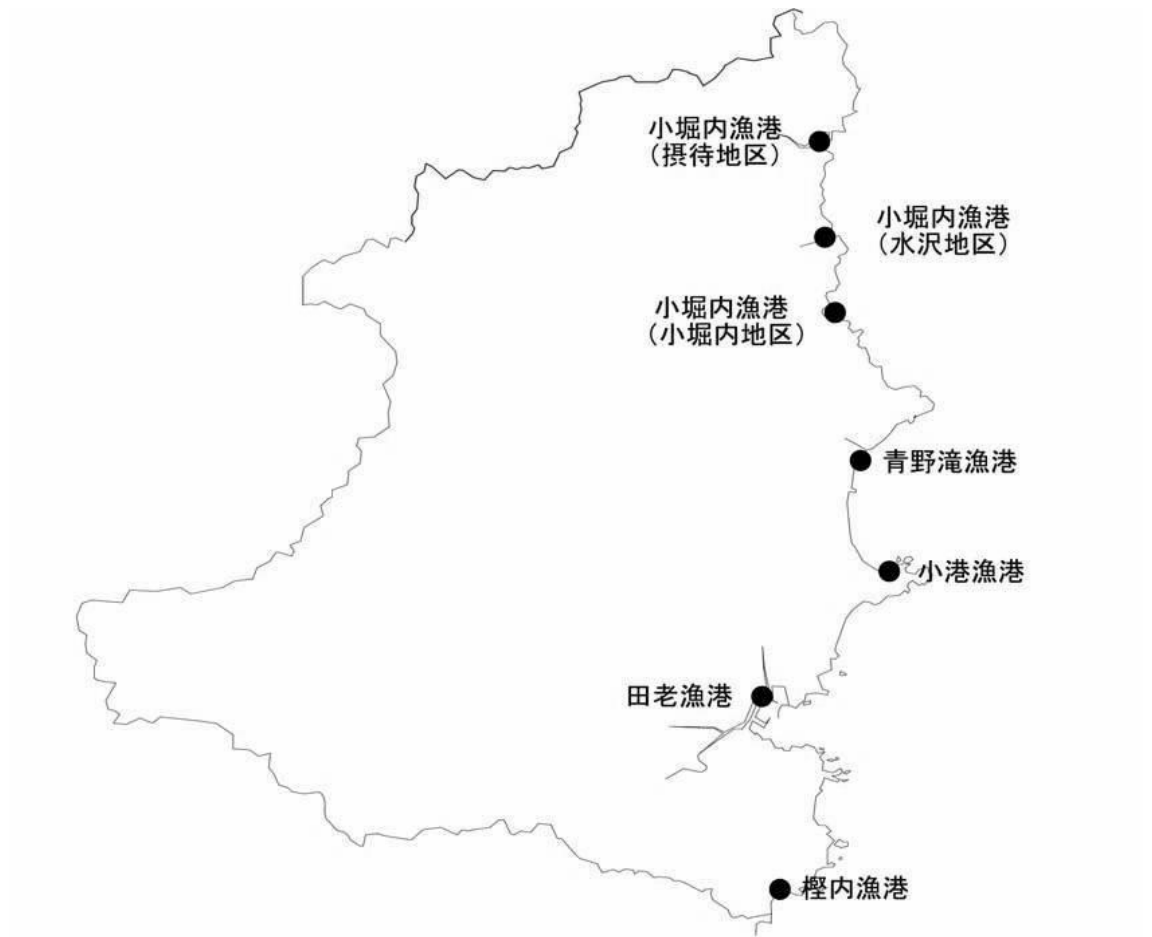 小堀内漁港
（摂待地区）
小堀内漁港
（水沢地区）
小堀内漁港
（小堀内地区）
青野滝漁港
小港漁港
田老漁港
樫内漁港